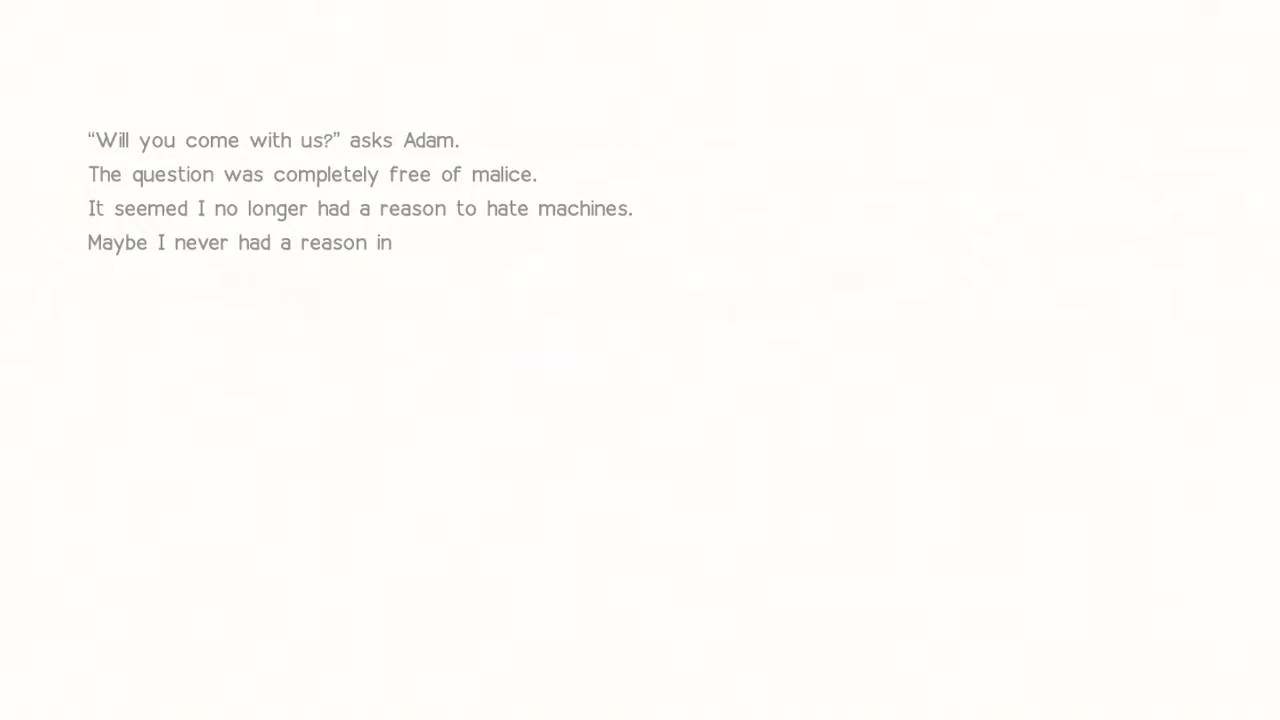 “Will you come with us?” asks Adam.
The question was completely free of malice.
It seemed I no longer had a reason to hate machines.
Maybe I never had a reason in